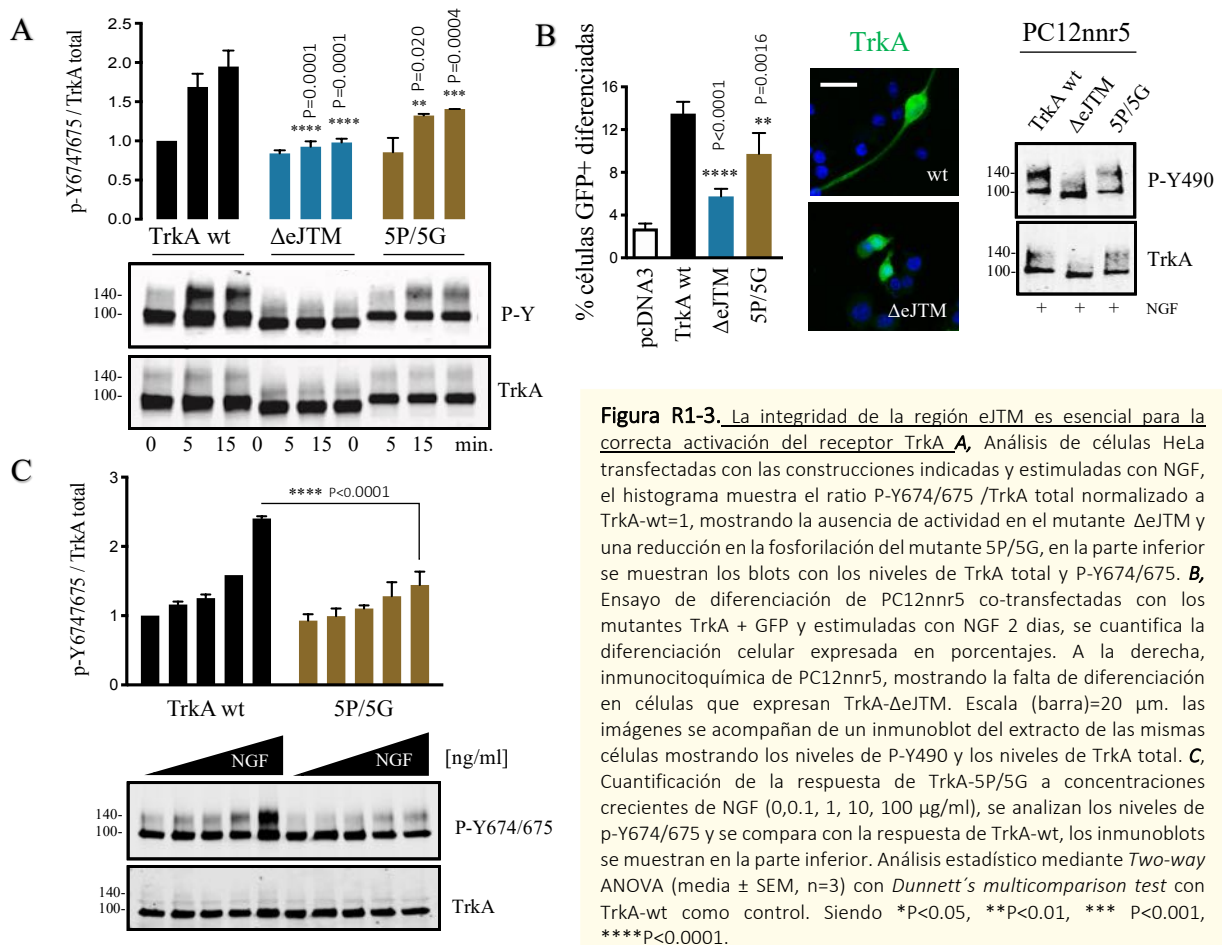 A
p-Y6747675 / TrkA total
2.5
2.0
1.5
1.0
0.5
0.0
P=0.0001
P=0.0001
P=0.020
P=0.0004
****
****
**
***
TrkA wt
ΔeJTM
5P/5G
140-
100-
P-Y
140-
100-
TrkA
0 5 15 0 5 15 0 5 15 min.
B
% células GFP+ diferenciadas
16
12
8
4
0
P<0.0001
P=0.0016
****
**
pcDNA3
TrkA wt
ΔeJTM
5P/5G
TrkA
wt
ΔeJTM
PC12nnr5
TrkA wt
ΔeJTM
5P/5G
140-
100-
P-Y490
100-
TrkA
+ + + NGF
C
p-Y6747675 / TrkA total
3
2
1
0
**** P<0.0001
TrkA wt
5P/5G
NGF
NGF
[ng/ml]
140-
100-
P-Y674/675
140-
100-
TrkA
Figura R1-3. La integridad de la región eJTM es esencial para la
correcta activación del receptor TrkA A, Análisis de células HeLa
transfectadas con las construcciones indicadas y estimuladas con NGF,
el histograma muestra el ratio P-Y674/675 /TrkA total normalizado a
TrkA-wt=1, mostrando la ausencia de actividad en el mutante ΔeJTM y
una reducción en la fosforilación del mutante 5P/5G, en la parte inferior
se muestran los blots con los niveles de TrkA total y P-Y674/675. B,
Ensayo de diferenciación de PC12nnr5 co-transfectadas con los
mutantes TrkA + GFP y estimuladas con NGF 2 dias, se cuantifica la
diferenciación celular expresada en porcentajes. A la derecha,
inmunocitoquímica de PC12nnr5, mostrando la falta de diferenciación
en células que expresan TrkA-ΔeJTM. Escala (barra)=20 µm. las
imágenes se acompañan de un inmunoblot del extracto de las mismas
células mostrando los niveles de P-Y490 y los niveles de TrkA total. C,
Cuantificación de la respuesta de TrkA-5P/5G a concentraciones
crecientes de NGF (0,0.1, 1, 10, 100 µg/ml), se analizan los niveles de
p-Y674/675 y se compara con la respuesta de TrkA-wt, los inmunoblots
se muestran en la parte inferior. Análisis estadístico mediante Two-way
ANOVA (media ± SEM, n=3) con Dunnett´s multicomparison test con
TrkA-wt como control. Siendo *P<0.05, **P<0.01, *** P<0.001,
****P<0.0001.